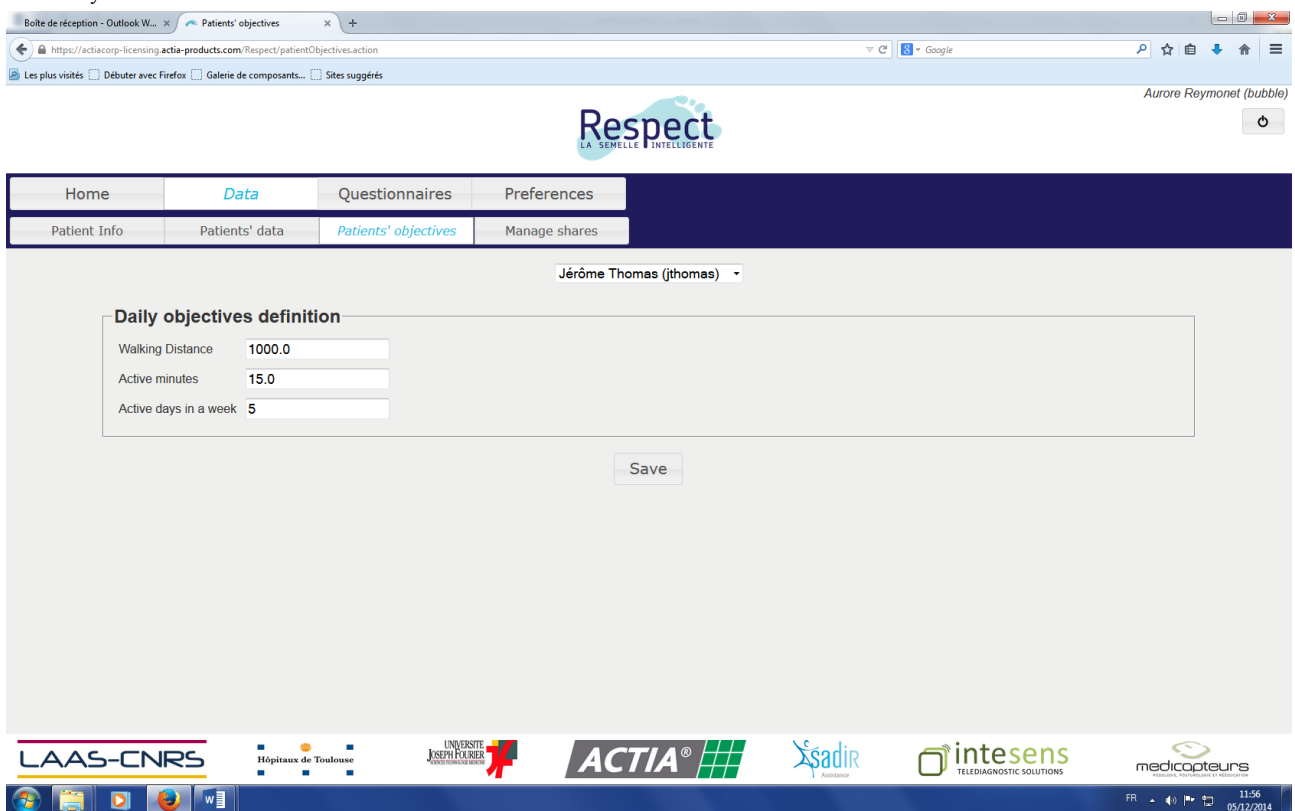 Boîte de réception - Outlook W... × Patients' objectives × +
https://actiacorp-licensing.actia-products.com/Respect/patientObjectives.action Google
Les plus visités Débuter avec Firefox Galerie de composants... Sites suggérés
Aurore Reymonet (bubble)
Respect
LA SEMELLE INTELLIGENTE
Home Data Questionnaires Preferences
Patient Info Patients' data Patients' objectives Manage shares
Jérôme Thomas (jthomas)
Daily objectives definition
Walking Distance 1000.0
Active minutes 15.0
Active days in a week 5
Save
LAAS-CNRS
Hôpitaux de Toulouse
UNIVERSITE
JOSEPH FOURIER
ACTIA®
sadir
Assistance
intesens
TELEDIAGNOSTIC SOLUTIONS
medicapteurs
FR 11:56
05/12/2014